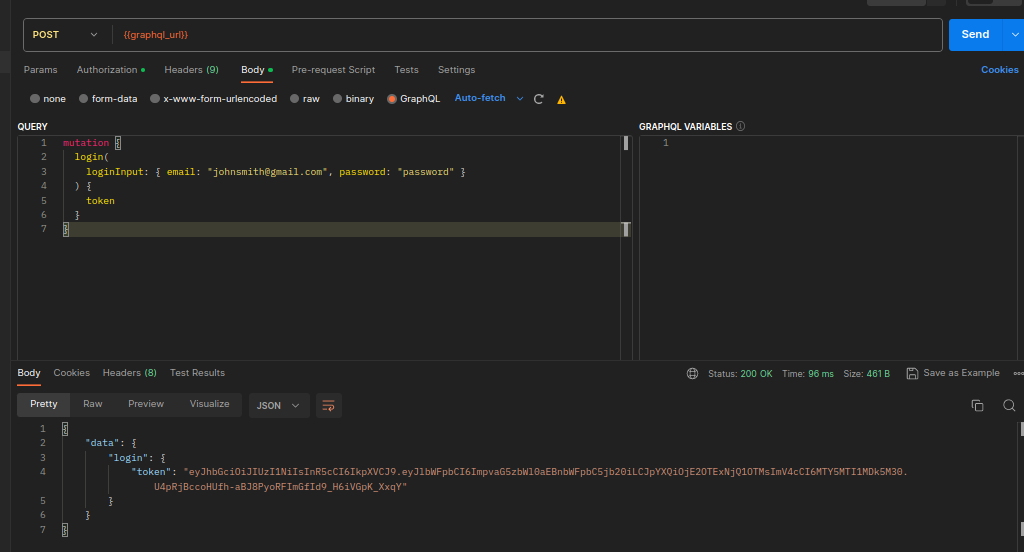 POST {{graphql_url}} Send
Params Authorization Headers (9) Body Pre-request Script Tests Settings Cookies
none form-data x-www-form-urlencoded raw binary GraphQL Auto-fetch
QUERY GRAPHQL VARIABLES
1 mutation { 1
2 login(
3 loginInput: { email: "johnsmith@gmail.com", password: "password" }
4 ) {
5 token
6 }
7 }
Body Cookies Headers (8) Test Results Status: 200 OK Time: 96 ms Size: 461 B Save as Example
Pretty Raw Preview Visualize JSON
1 {
2 "data": {
3 "login": {
4 "token": "eyJhbGciOiJIUzI1NiIsInR5cCI6IkpXVCJ9.eyJlbWFpbCI6ImpvaG5zbWl0aEBnbWFpbC5jb20iLCJpYXQiOjE2OTExNjQ1OTMsImV4cCI6MTY5MTI1MDk5M30.
U4pRjBccoHUfh-aBJ8PyoRFImGfId9_H6iVGpK_XxqY"
5 }
6 }
7 }